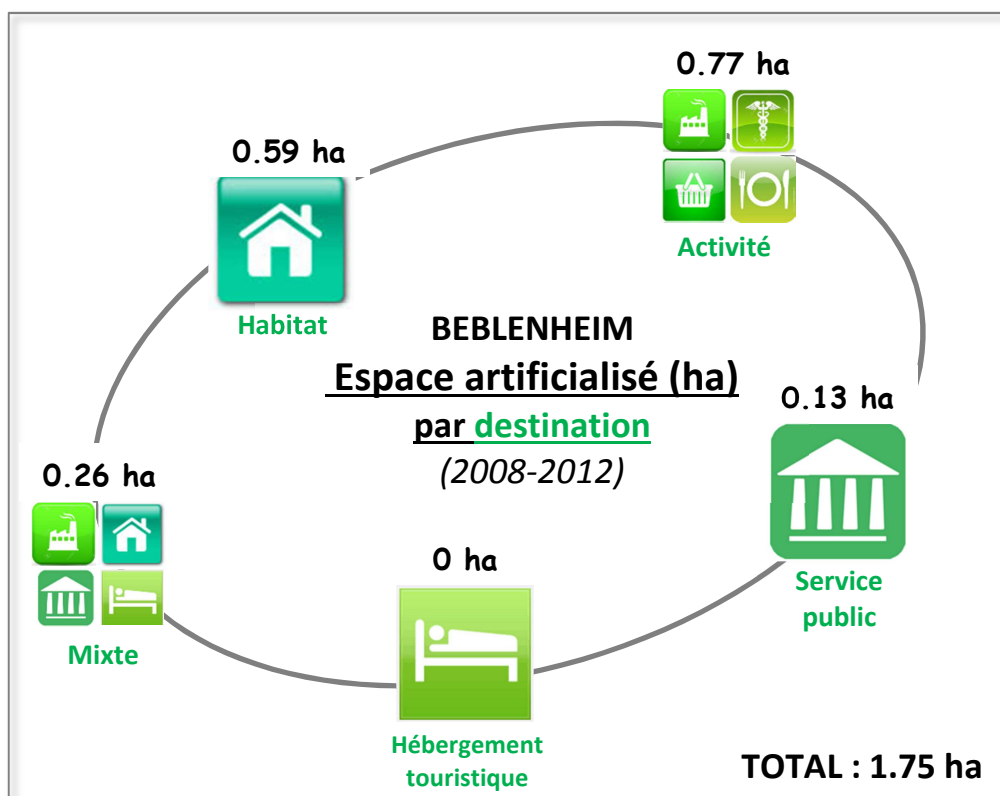 0.77 ha
Activité
0.59 ha
Habitat
BEBLENHEIM
Espace artificialisé (ha)
par destination
(2008-2012)
0.13 ha
Service
public
0.26 ha
Mixte
0 ha
Hébergement
touristique
TOTAL : 1.75 ha